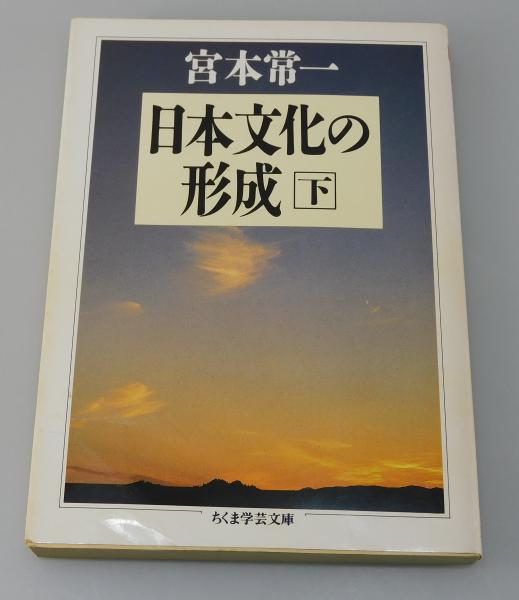 宮本常一
日本文化の
形成 下
ちくま学芸文庫